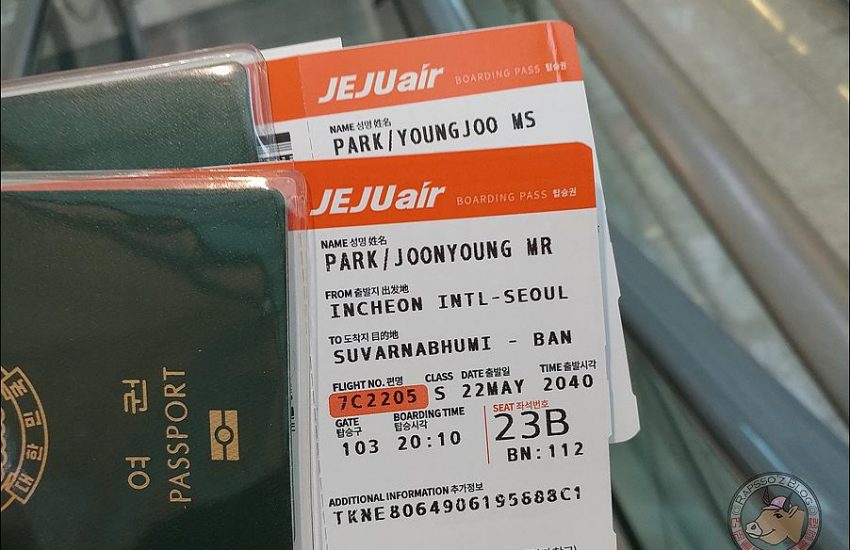 JEJUair BOARDING PASS 탑승권
NAME 성명 姓名
PARK/YOUNGJOO MS
JEJUair BOARDING PASS 탑승권
NAME 성명 姓名
PARK/JOONYOUNG MR
FROM 출발지 出发地
INCHEON INTL-SEOUL
TO 도착지 目的地
SUVARNABHUMI - BAN
FLIGHT NO. 편명 CLASS DATE 출발일 TIME 출발시각
7C2205 S 22MAY 2040
GATE 탑승구 BOARDING TIME 탑승시각 SEAT 좌석번호
103 20:10 23B
BN:112
ADDITIONAL INFORMATION 추가정보
TKNE8064906195688C1
여권
PASSPORT
RAPSSO'Z BLOG